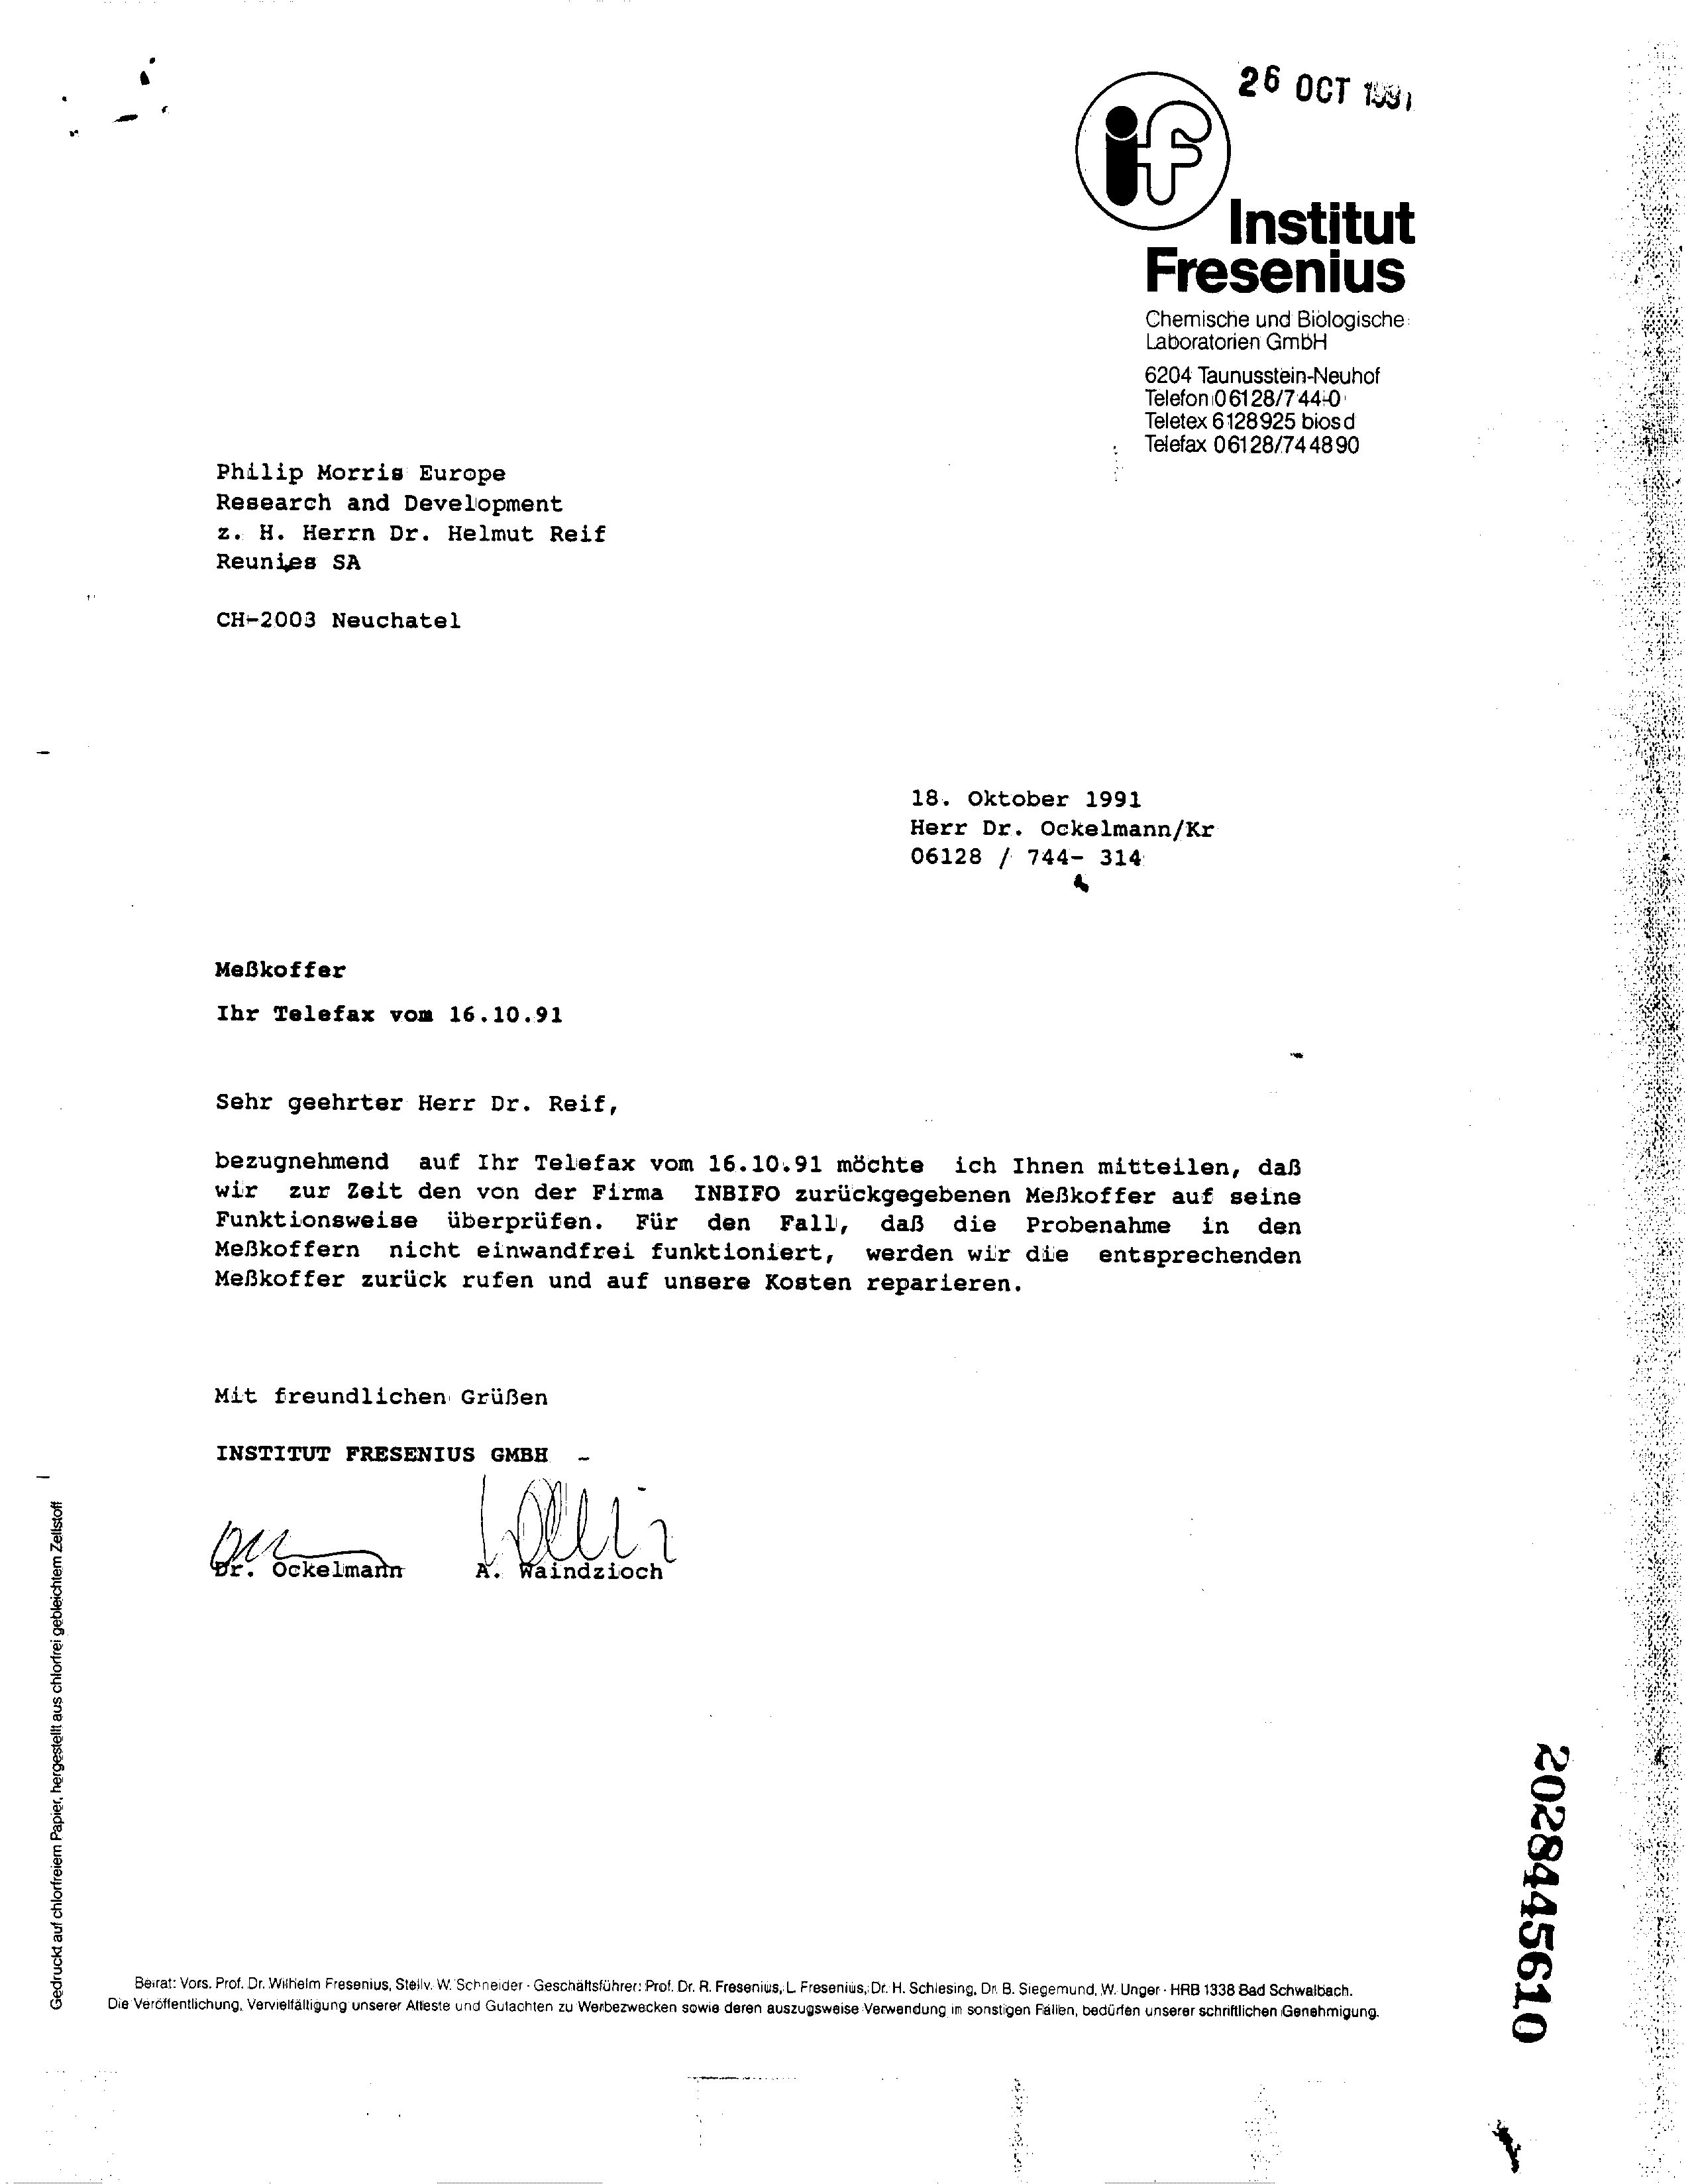 26 OCT 1991
if
Institut
Fresenius
Chemische und Biologische
Laboratorien GmbH
6204 Taunusstein-Neuhof
Telefon 06128/744-0
Teletex 6128925 biosd
Telefax 06128/744890
Philip Morris Europe
Research and Development
z. H. Herrn Dr. Helmut Reif
Reunies SA
CH-2003 Neuchatel
18. Oktober 1991
Herr Dr. Ockelmann/Kr
06128 / 744- 314
Meßkoffer
Ihr Telefax vom 16.10.91
Sehr geehrter Herr Dr. Reif,
bezugnehmend auf Ihr Telefax vom 16.10.91 möchte ich Ihnen mitteilen, daß
wir zur Zeit den von der Firma INBIFO zurückgegebenen Meßkoffer auf seine
Funktionsweise überprüfen. Für den Fall, daß die Probenahme in den
Meßkoffern nicht einwandfrei funktioniert, werden wir die entsprechenden
Meßkoffer zurück rufen und auf unsere Kosten reparieren.
Mit freundlichen Grüßen
INSTITUT FRESENIUS GMBH
Dr. Ockelmann A. Waindzioch
Gedruckt auf chlorfreiem Papier, hergestellt aus chlorfrei gebleichtem Zellstoff
2028445610
Beirat: Vors. Prof. Dr. Wilhelm Fresenius, Stellv. W. Schneider · Geschäftsführer: Prof. Dr. R. Fresenius, L. Fresenius, Dr. H. Schlesing, Dr. B. Siegemund, W. Unger · HRB 1338 Bad Schwalbach.
Die Veröffentlichung, Vervielfältigung unserer Atteste und Gutachten zu Werbezwecken sowie deren auszugsweise Verwendung in sonstigen Fällen, bedürfen unserer schriftlichen Genehmigung.